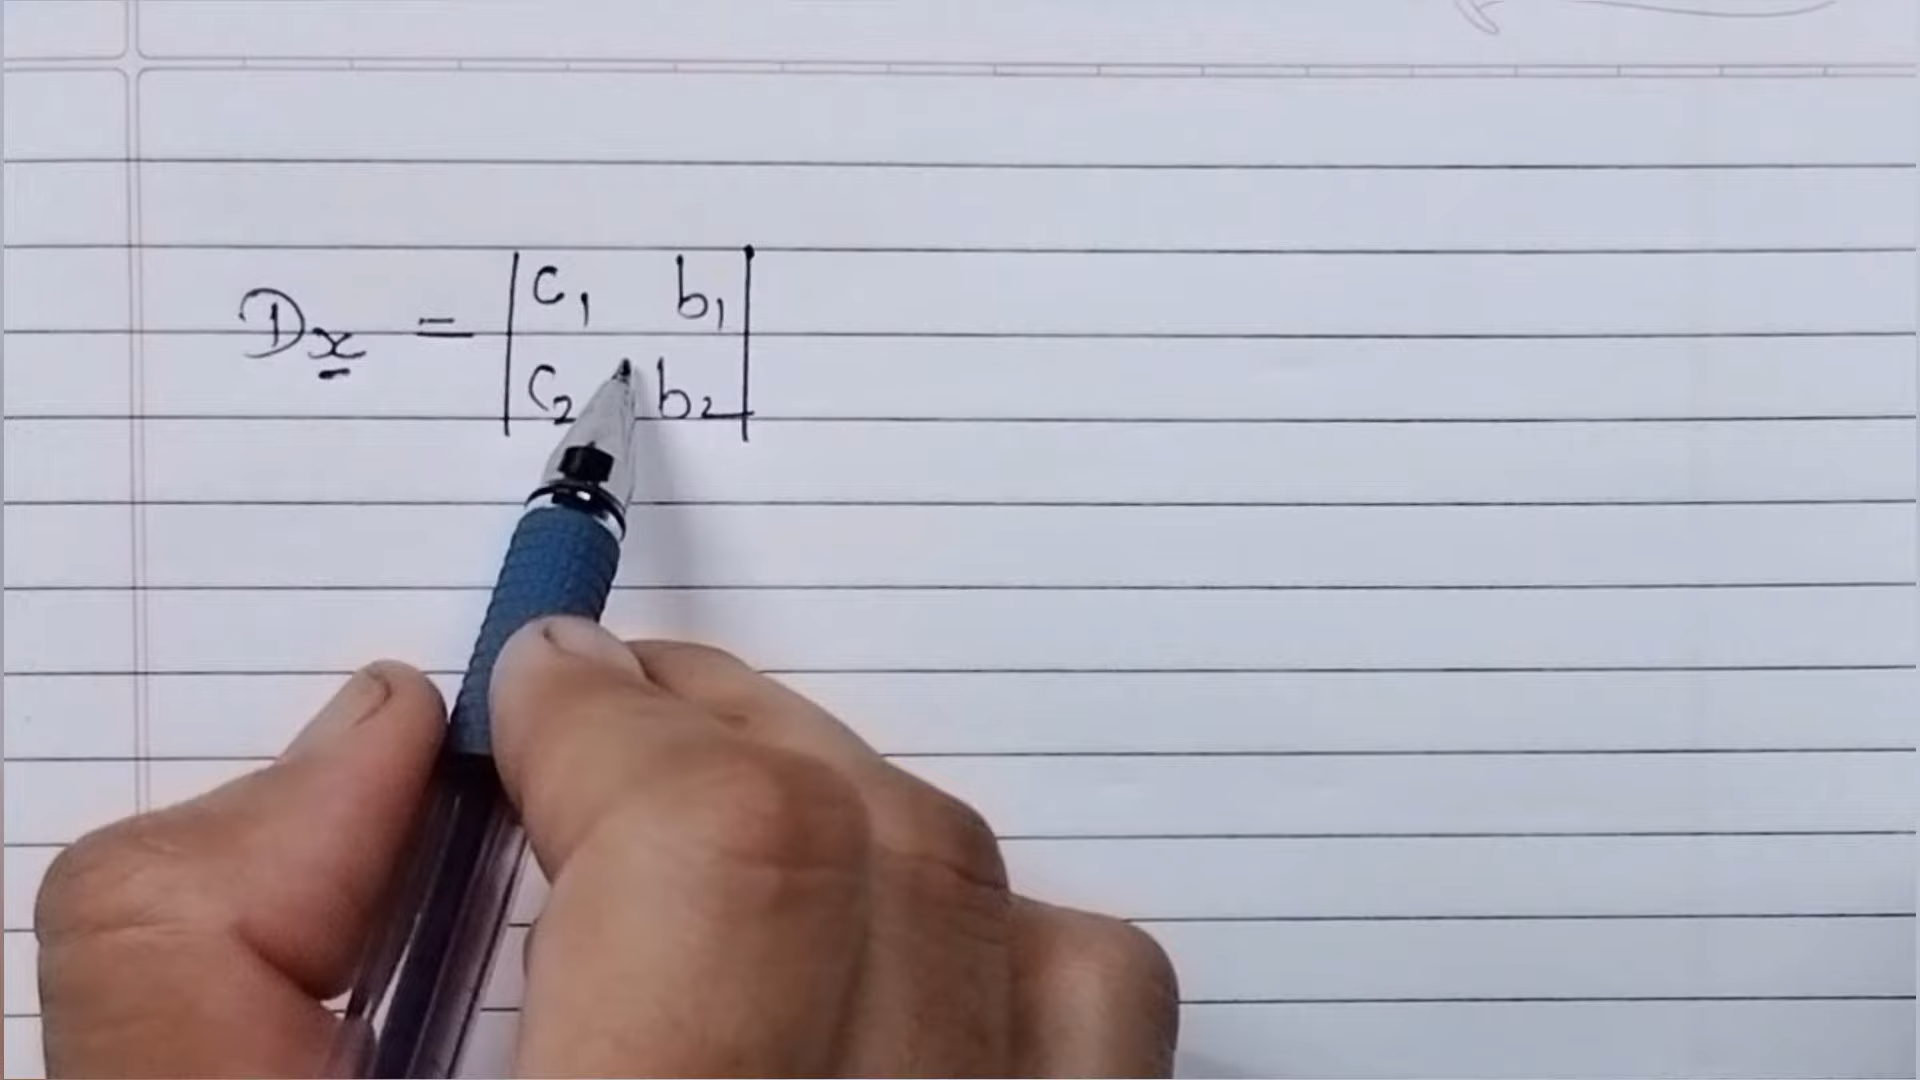 Dx = | c1 b1 |
| c2 b2 |